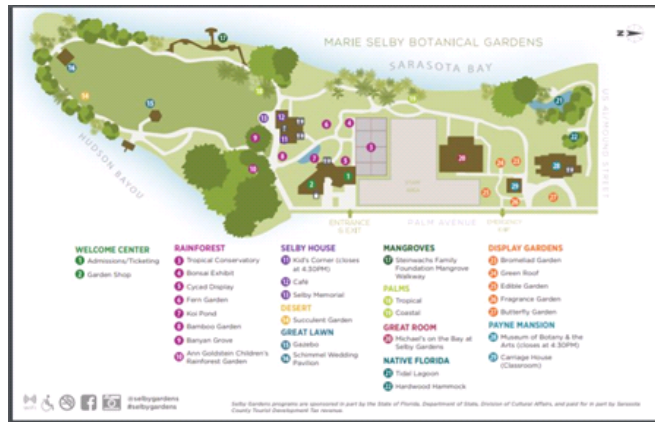 MARIE SELBY BOTANICAL GARDENS
SARASOTA BAY
N
US 41/MOUND STREET
HUDSON BAYOU
ENTRANCE
& EXIT
PALM AVENUE
WELCOME CENTER
1 Admissions/Ticketing
2 Garden Shop
RAINFOREST
3 Tropical Conservatory
4 Bonsai Exhibit
5 Cycad Display
6 Fern Garden
7 Koi Pond
8 Bamboo Garden
9 Banyan Grove
10 Ann Goldstein Children's
Rainforest Garden
SELBY HOUSE
11 Kid's Corner (closes
at 4:30PM)
12 Café
13 Selby Memorial
DESERT
14 Succulent Garden
GREAT LAWN
15 Gazebo
16 Schimmel Wedding
Pavilion
MANGROVES
17 Steinwachs Family
Foundation Mangrove
Walkway
PALMS
18 Tropical
19 Coastal
GREAT ROOM
20 Michael's on the Bay at
Selby Gardens
NATIVE FLORIDA
21 Tidal Lagoon
22 Hardwood Hammock
DISPLAY GARDENS
23 Bromeliad Garden
24 Green Roof
25 Edible Garden
26 Fragrance Garden
27 Butterfly Garden
PAYNE MANSION
28 Museum of Botany & the
Arts (closes at 4:30PM)
29 Carriage House
(Classroom)
@selbygardens
#selbygardens
Selby Gardens programs are sponsored in part by the State of Florida, Department of State, Division of Cultural Affairs, and paid for in part by Sarasota
County Tourist Development Tax revenue.